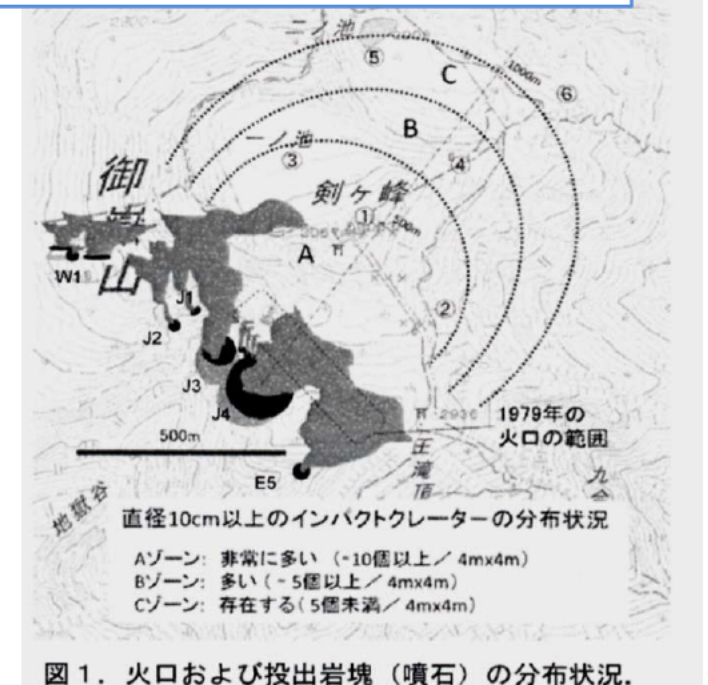 二ノ池
⑤
C
1000m
⑥
B
一ノ池
③
④
御嶽山
剣ヶ峰
①
500m
A
W1
J1
②
J2
J3
J4
2936
1979年の
火口の範囲
500m
王滝頂
E5
九合
地獄谷
直径10cm以上のインパクトクレーターの分布状況
Aゾーン: 非常に多い (~10個以上/ 4mx4m)
Bゾーン: 多い (~ 5個以上/ 4mx4m)
Cゾーン: 存在する( 5個未満/ 4mx4m)
図1. 火口および投出岩塊 (噴石) の分布状況.